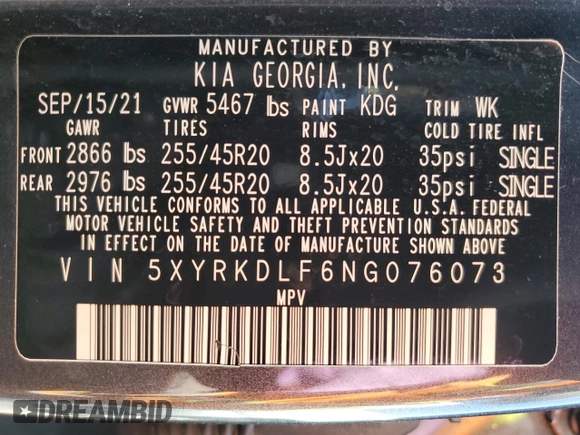 MANUFACTURED BY
KIA GEORGIA, INC.
SEP/15/21 GVWR 5467 lbs PAINT KDG TRIM WK
GAWR TIRES RIMS COLD TIRE INFL
FRONT 2866 lbs 255/45R20 8.5Jx20 35psi SINGLE
REAR 2976 lbs 255/45R20 8.5Jx20 35psi SINGLE
THIS VEHICLE CONFORMS TO ALL APPLICABLE U.S.A. FEDERAL
MOTOR VEHICLE SAFETY AND THEFT PREVENTION STANDARDS
IN EFFECT ON THE DATE OF MANUFACTURE SHOWN ABOVE
VIN 5XYRKDLF6NG076073
MPV
DREAMBID